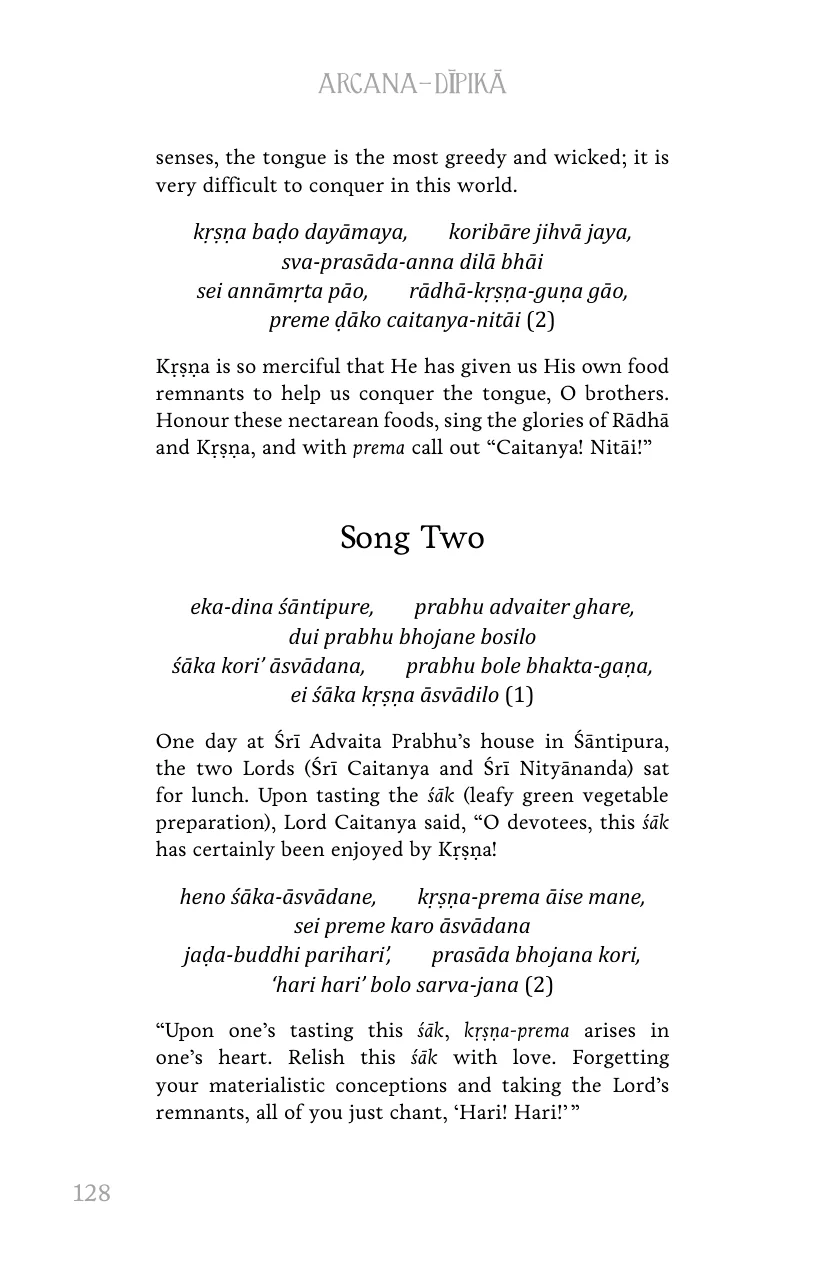 ARCANA–DĪPIKĀ
senses, the tongue is the most greedy and wicked; it is
very difficult to conquer in this world.
kṛṣṇa baḍo dayāmaya, koribāre jihvā jaya,
sva-prasāda-anna dilā bhāi
sei annāmṛta pāo, rādhā-kṛṣṇa-guṇa gāo,
preme ḍāko caitanya-nitāi (2)
Kṛṣṇa is so merciful that He has given us His own food
remnants to help us conquer the tongue, O brothers.
Honour these nectarean foods, sing the glories of Rādhā
and Kṛṣṇa, and with prema call out “Caitanya! Nitāi!”
Song Two
eka-dina śāntipure, prabhu advaiter ghare,
dui prabhu bhojane bosilo
śāka kori’ āsvādana, prabhu bole bhakta-gaṇa,
ei śāka kṛṣṇa āsvādilo (1)
One day at Śrī Advaita Prabhu’s house in Śāntipura,
the two Lords (Śrī Caitanya and Śrī Nityānanda) sat
for lunch. Upon tasting the śāk (leafy green vegetable
preparation), Lord Caitanya said, “O devotees, this śāk
has certainly been enjoyed by Kṛṣṇa!
heno śāka-āsvādane, kṛṣṇa-prema āise mane,
sei preme karo āsvādana
jaḍa-buddhi parihari’, prasāda bhojana kori,
‘hari hari’ bolo sarva-jana (2)
“Upon one’s tasting this śāk, kṛṣṇa-prema arises in
one’s heart. Relish this śāk with love. Forgetting
your materialistic conceptions and taking the Lord’s
remnants, all of you just chant, ‘Hari! Hari!’”
128